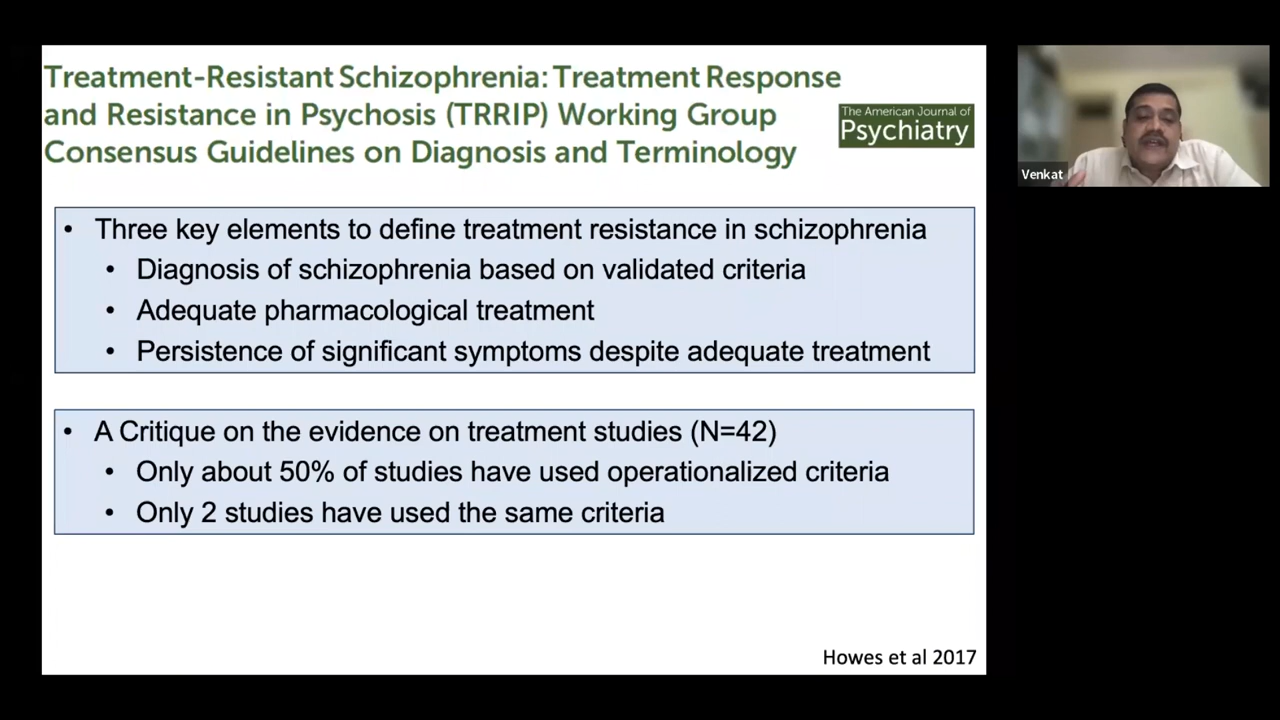 Treatment-Resistant Schizophrenia: Treatment Response
and Resistance in Psychosis (TRRIP) Working Group
Consensus Guidelines on Diagnosis and Terminology
The American Journal of
Psychiatry
Venkat
• Three key elements to define treatment resistance in schizophrenia
• Diagnosis of schizophrenia based on validated criteria
• Adequate pharmacological treatment
• Persistence of significant symptoms despite adequate treatment
• A Critique on the evidence on treatment studies (N=42)
• Only about 50% of studies have used operationalized criteria
• Only 2 studies have used the same criteria
Howes et al 2017